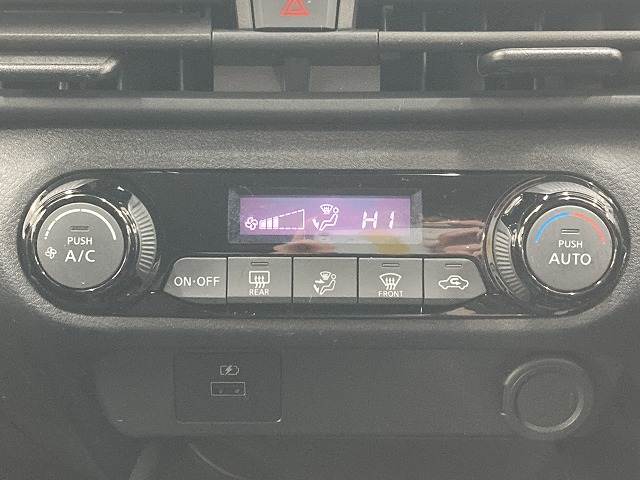 HI
PUSH
A/C
PUSH
AUTO
ON·OFF
REAR
FRONT